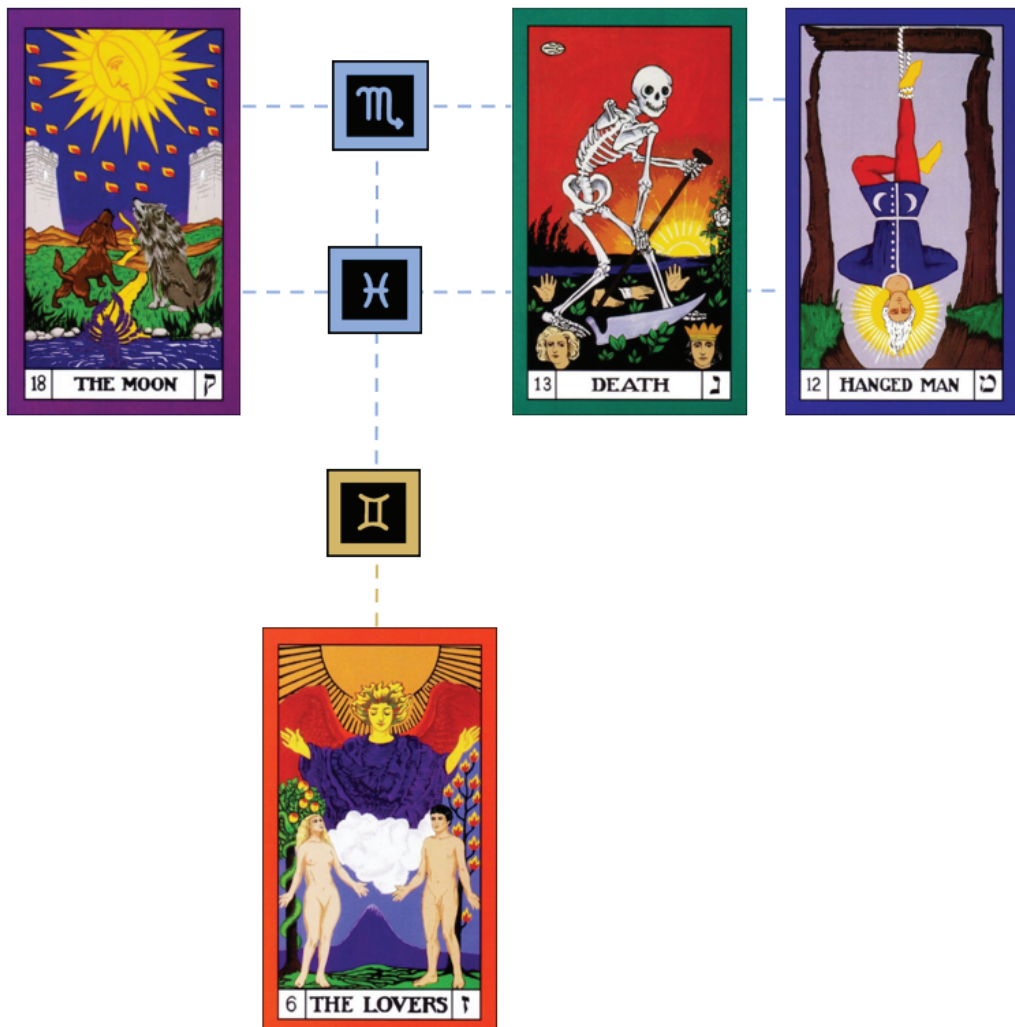 18 THE MOON ק
13 DEATH נ
12 HANGED MAN מ
6 THE LOVERS ז